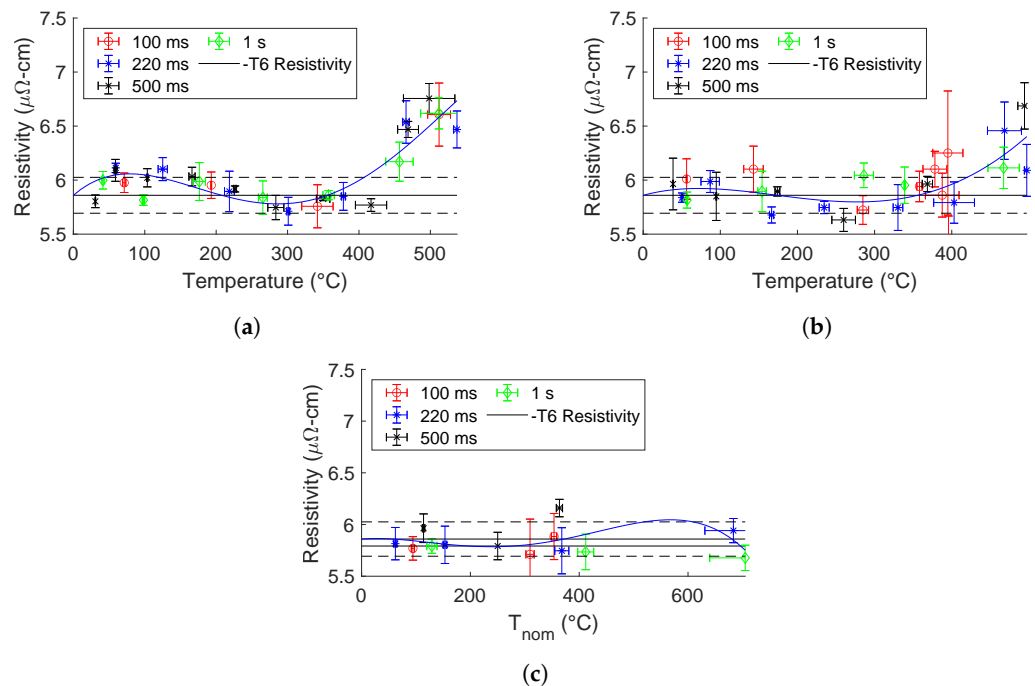 7.5
7
6.5
6
5.5
Resistivity (μΩ-cm)
100 ms
220 ms
500 ms
1 s
-T6 Resistivity
0 100 200 300 400 500
Temperature (°C)
(a)
7.5
7
6.5
6
5.5
Resistivity (μΩ-cm)
100 ms
220 ms
500 ms
1 s
-T6 Resistivity
0 100 200 300 400
Temperature (°C)
(b)
7.5
7
6.5
6
5.5
Resistivity (μΩ-cm)
100 ms
220 ms
500 ms
1 s
-T6 Resistivity
0 200 400 600
Tnom (°C)
(c)